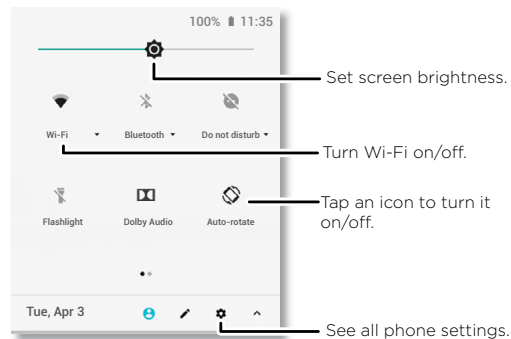 100% 11:35
Set screen brightness.
Wi-Fi Bluetooth Do not disturb
Turn Wi-Fi on/off.
Tap an icon to turn it
on/off.
Flashlight Dolby Audio Auto-rotate
Tue, Apr 3
See all phone settings.